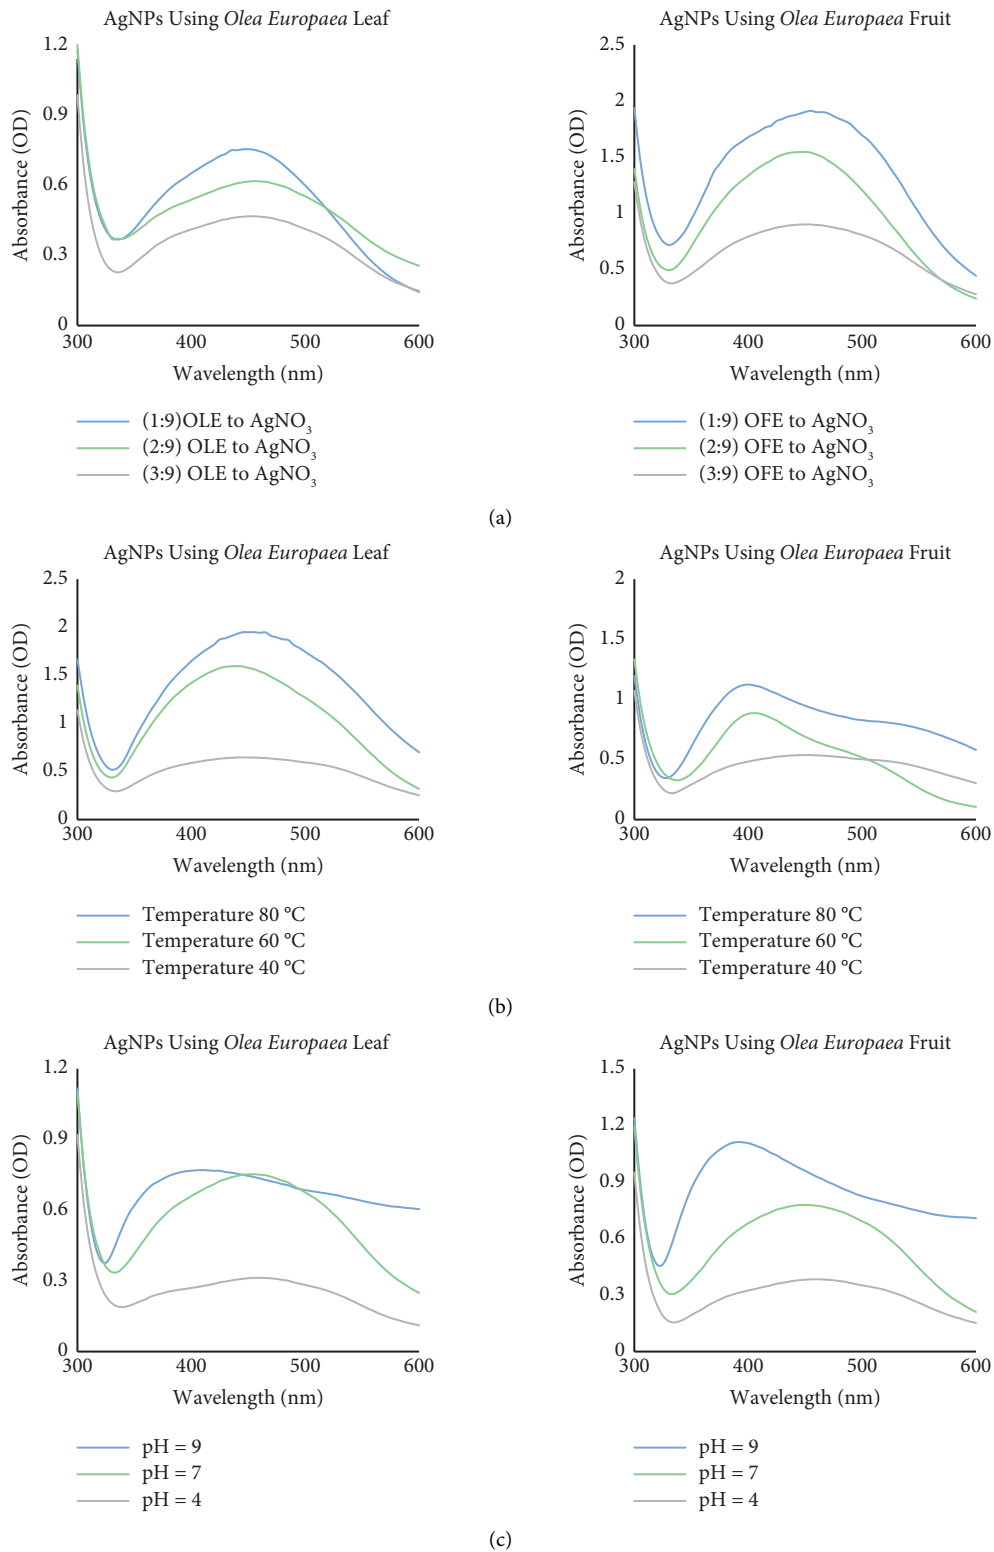 AgNPs Using Olea Europaea Leaf
1.2
0.9
0.6
0.3
0
Absorbance (OD)
300 400 500 600
Wavelength (nm)
(1:9)OLE to AgNO3
(2:9) OLE to AgNO3
(3:9) OLE to AgNO3
AgNPs Using Olea Europaea Fruit
2.5
2
1.5
1
0.5
0
Absorbance (OD)
300 400 500 600
Wavelength (nm)
(1:9) OFE to AgNO3
(2:9) OFE to AgNO3
(3:9) OFE to AgNO3
(a)
AgNPs Using Olea Europaea Leaf
2.5
2
1.5
1
0.5
0
Absorbance (OD)
300 400 500 600
Wavelength (nm)
Temperature 80 °C
Temperature 60 °C
Temperature 40 °C
AgNPs Using Olea Europaea Fruit
2
1.5
1
0.5
0
Absorbance (OD)
300 400 500 600
Wavelength (nm)
Temperature 80 °C
Temperature 60 °C
Temperature 40 °C
(b)
AgNPs Using Olea Europaea Leaf
1.2
0.9
0.6
0.3
0
Absorbance (OD)
300 400 500 600
Wavelength (nm)
pH = 9
pH = 7
pH = 4
AgNPs Using Olea Europaea Fruit
1.5
1.2
0.9
0.6
0.3
0
Absorbance (OD)
300 400 500 600
Wavelength (nm)
pH = 9
pH = 7
pH = 4
(c)